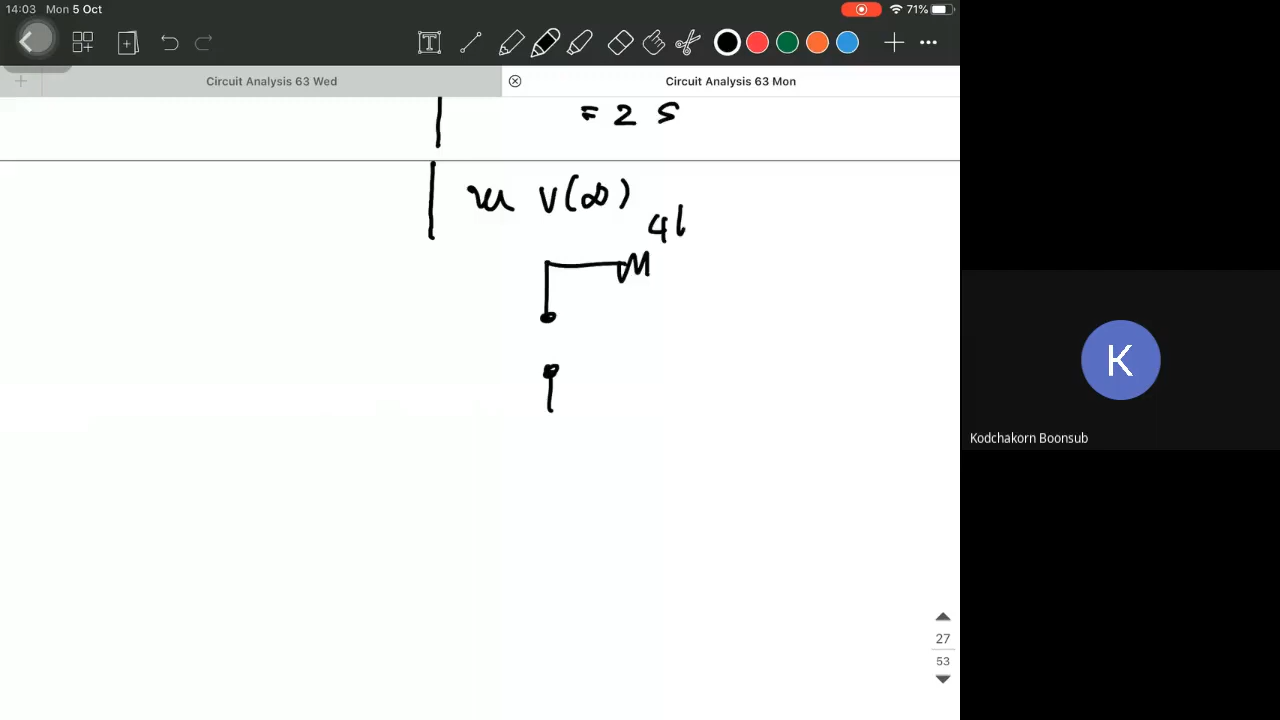 14:03 Mon 5 Oct
71%
Circuit Analysis 63 Wed
Circuit Analysis 63 Mon
= 2 S
หา V(∞)
K
Kodchakorn Boonsub
27
53